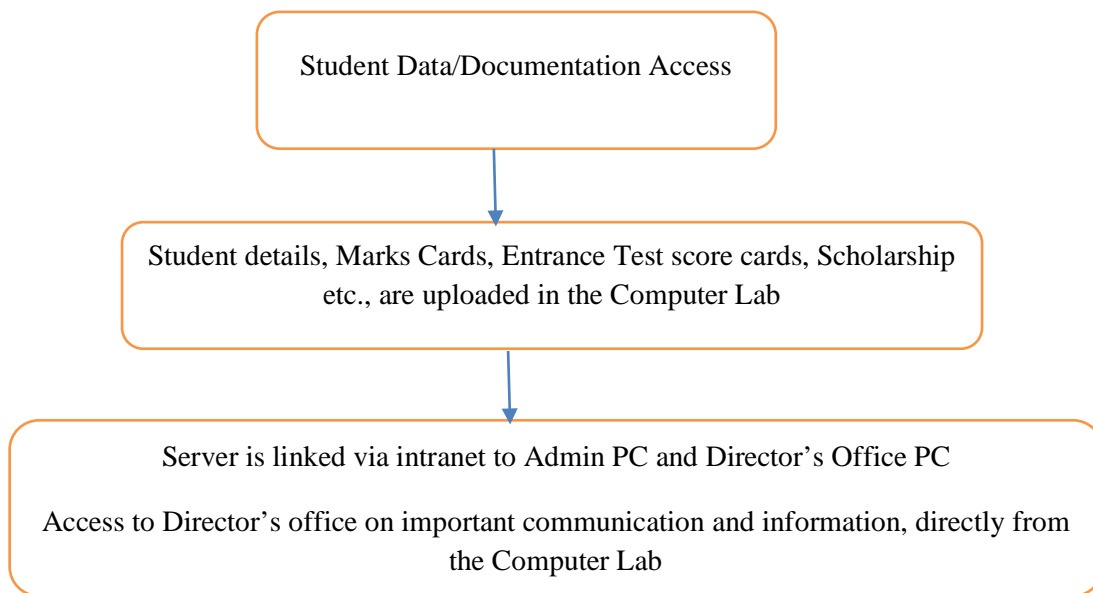 Student Data/Documentation Access
Student details, Marks Cards, Entrance Test score cards, Scholarship
etc., are uploaded in the Computer Lab
Server is linked via intranet to Admin PC and Director’s Office PC
Access to Director’s office on important communication and information, directly from
the Computer Lab